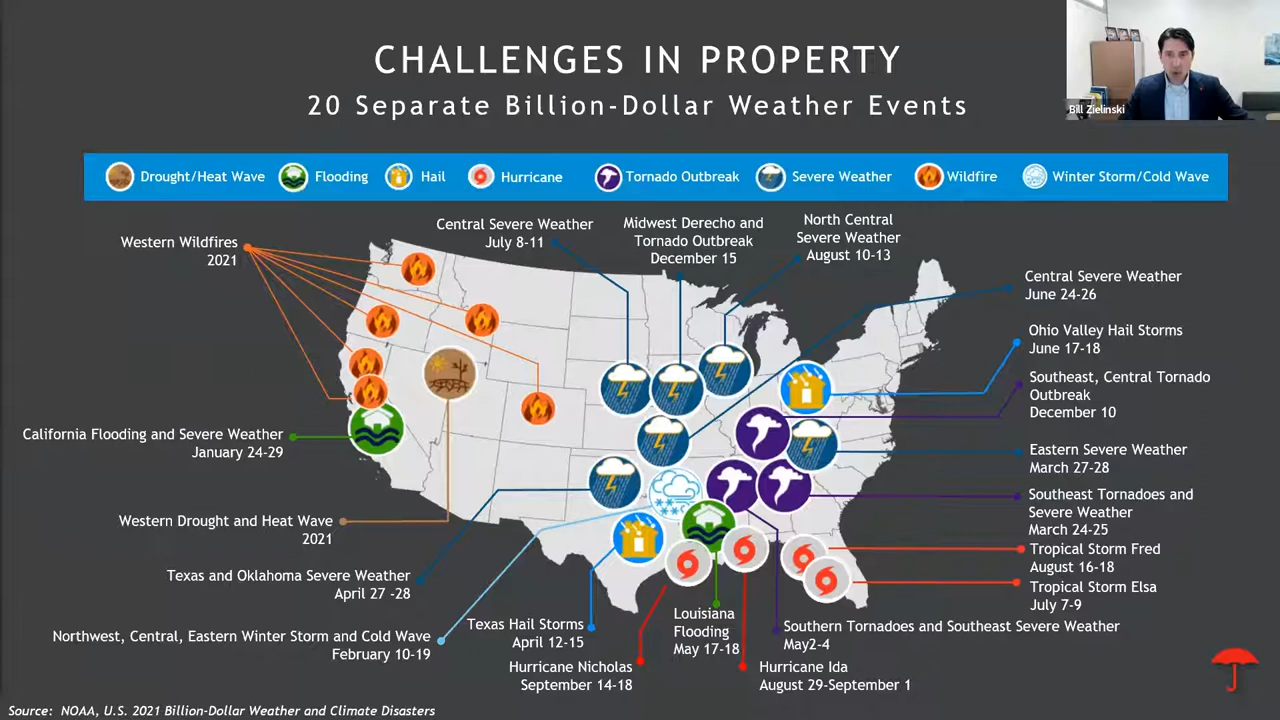 CHALLENGES IN PROPERTY
20 Separate Billion-Dollar Weather Events
Bill Zielinski
Drought/Heat Wave
Flooding
Hail
Hurricane
Tornado Outbreak
Severe Weather
Wildfire
Winter Storm/Cold Wave
Western Wildfires
2021
Central Severe Weather
July 8-11
Midwest Derecho and
Tornado Outbreak
December 15
North Central
Severe Weather
August 10-13
Central Severe Weather
June 24-26
Ohio Valley Hail Storms
June 17-18
Southeast, Central Tornado
Outbreak
December 10
California Flooding and Severe Weather
January 24-29
Eastern Severe Weather
March 27-28
Southeast Tornadoes and
Severe Weather
March 24-25
Western Drought and Heat Wave
2021
Tropical Storm Fred
August 16-18
Texas and Oklahoma Severe Weather
April 27 -28
Tropical Storm Elsa
July 7-9
Northwest, Central, Eastern Winter Storm and Cold Wave
February 10-19
Texas Hail Storms
April 12-15
Louisiana
Flooding
May 17-18
Southern Tornadoes and Southeast Severe Weather
May2-4
Hurricane Nicholas
September 14-18
Hurricane Ida
August 29-September 1
Source: NOAA, U.S. 2021 Billion-Dollar Weather and Climate Disasters